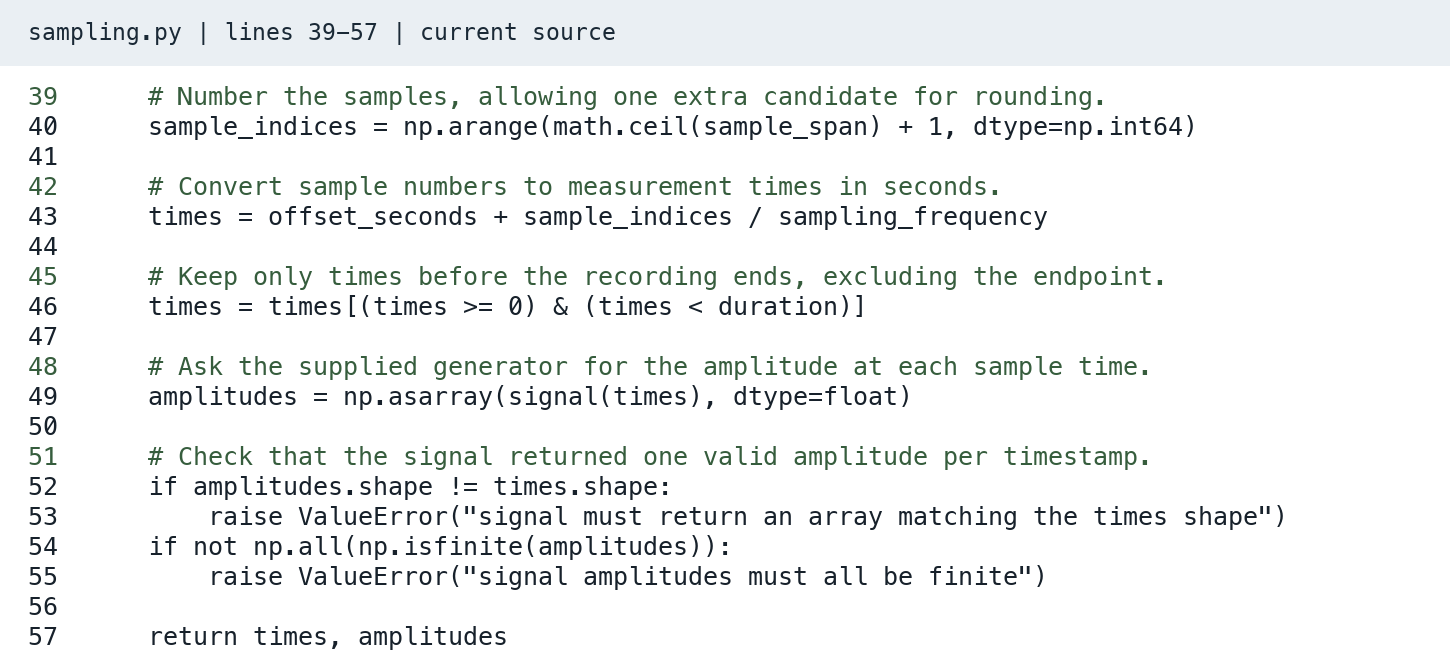 sampling.py | lines 39–57 | current source
39      # Number the samples, allowing one extra candidate for rounding.
40      sample_indices = np.arange(math.ceil(sample_span) + 1, dtype=np.int64)
41
42      # Convert sample numbers to measurement times in seconds.
43      times = offset_seconds + sample_indices / sampling_frequency
44
45      # Keep only times before the recording ends, excluding the endpoint.
46      times = times[(times >= 0) & (times < duration)]
47
48      # Ask the supplied generator for the amplitude at each sample time.
49      amplitudes = np.asarray(signal(times), dtype=float)
50
51      # Check that the signal returned one valid amplitude per timestamp.
52      if amplitudes.shape != times.shape:
53          raise ValueError("signal must return an array matching the times shape")
54      if not np.all(np.isfinite(amplitudes)):
55          raise ValueError("signal amplitudes must all be finite")
56
57      return times, amplitudes